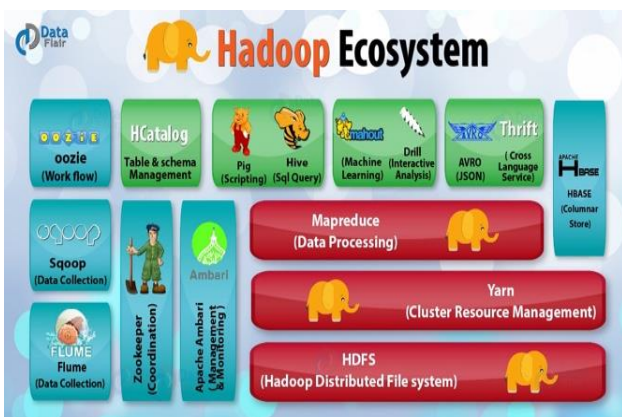 Data
Flair
Hadoop Ecosystem
OOZIE
oozie
(Work flow)
HCatalog
Table & schema
Management
Pig
(Scripting)
Hive
(Sql Query)
mahout
(Machine
Learning)
Drill
(Interactive
Analysis)
AVRO
AVRO
(JSON)
Thrift
( Cross
Language
Service)
APACHE
HBASE
HBASE
(Columnar
Store)
sqoop
Sqoop
(Data Collection)
FLUME
Flume
(Data Collection)
Zookeeper
(Coordination)
Ambari
Apache Ambari
(Management
& Monitoring)
Mapreduce
(Data Processing)
Yarn
(Cluster Resource Management)
HDFS
(Hadoop Distributed File system)